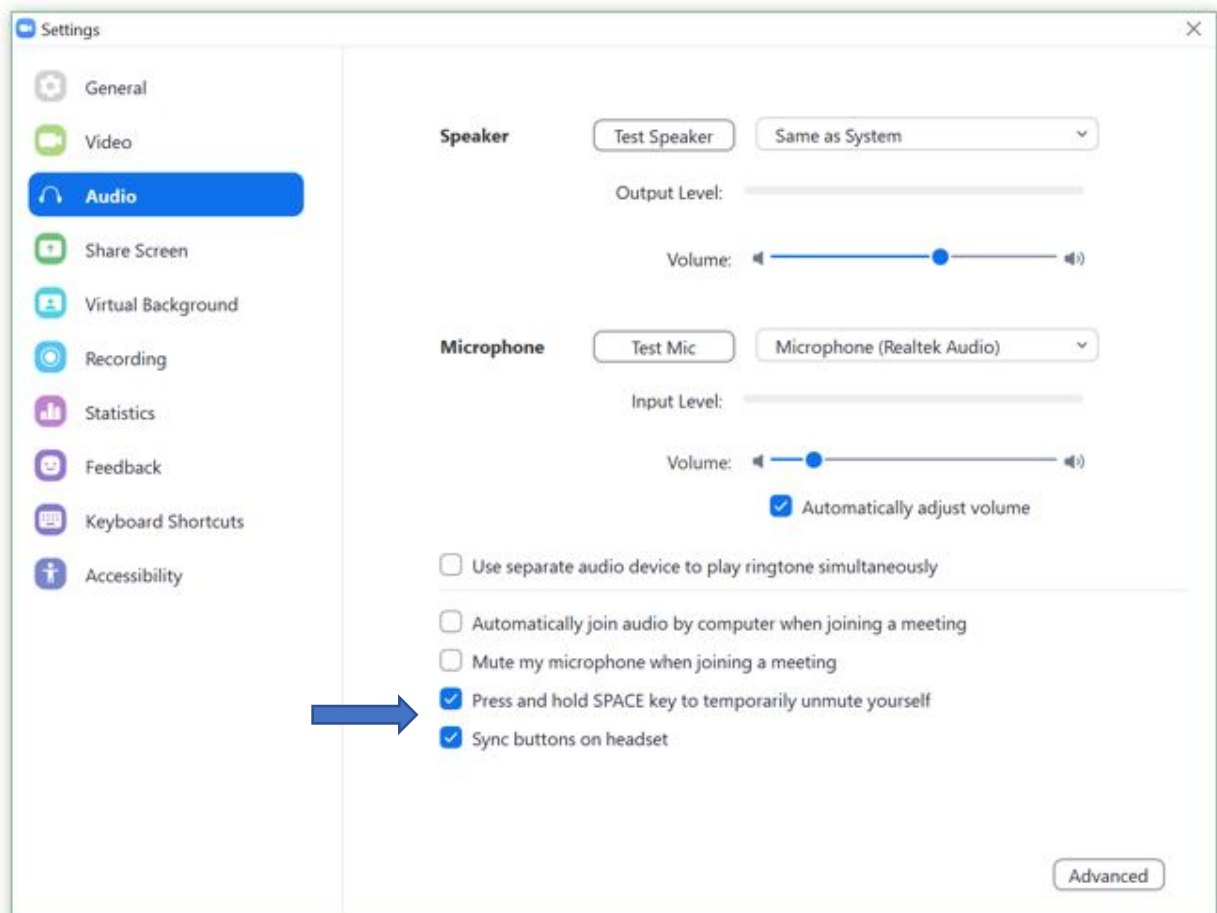 Settings
General
Video
Audio
Share Screen
Virtual Background
Recording
Statistics
Feedback
Keyboard Shortcuts
Accessibility
Speaker Test Speaker Same as System
Output Level:
Volume:
Microphone Test Mic Microphone (Realtek Audio)
Input Level:
Volume:
Automatically adjust volume
Use separate audio device to play ringtone simultaneously
Automatically join audio by computer when joining a meeting
Mute my microphone when joining a meeting
Press and hold SPACE key to temporarily unmute yourself
Sync buttons on headset
Advanced